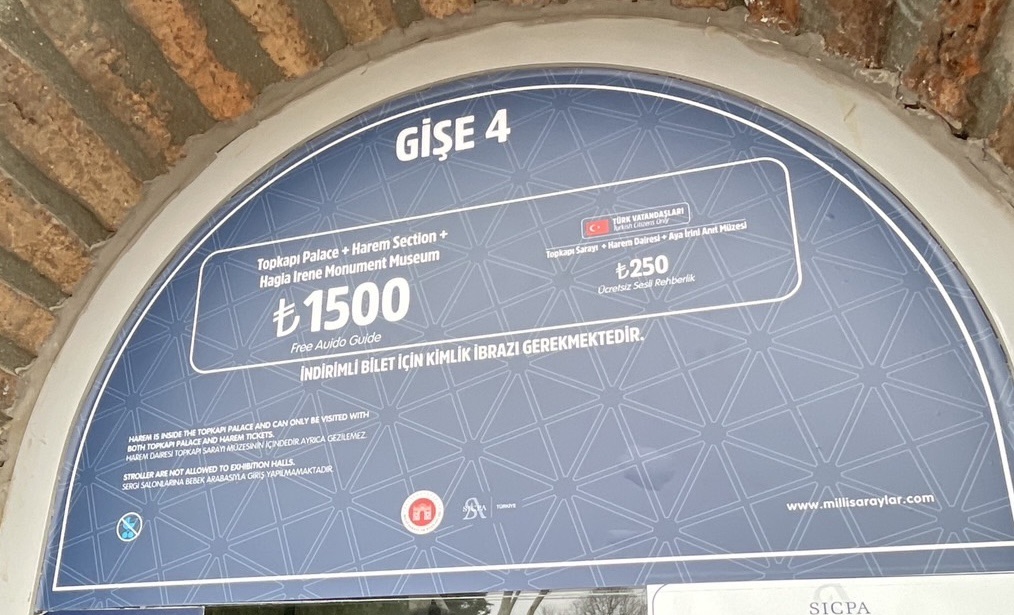 GİŞE 4
Topkapı Palace + Harem Section +
Hagia Irene Monument Museum
₺1500
Free Auido Guide
TÜRK VATANDAŞLARI
Turkish Citizens Only
Topkapı Sarayı + Harem Dairesi + Aya İrini Anıt Müzesi
₺250
Ücretsiz Sesli Rehberlik
İNDİRİMLİ BİLET İÇİN KİMLİK İBRAZI GEREKMEKTEDİR.
HAREM IS INSIDE THE TOPKAPI PALACE AND CAN ONLY BE VISITED WITH
BOTH TOPKAPI PALACE AND HAREM TICKETS.
HAREM DAİRESİ TOPKAPI SARAYI MÜZESİNİN İÇİNDEDİR. AYRICA GEZİLEMEZ.
STROLLER ARE NOT ALLOWED TO EXHIBITION HALLS.
SERGİ SALONLARINA BEBEK ARABASIYLA GİRİŞ YAPILMAMAKTADIR.
SICPA
TÜRKİYE
www.millisaraylar.com
SICPA